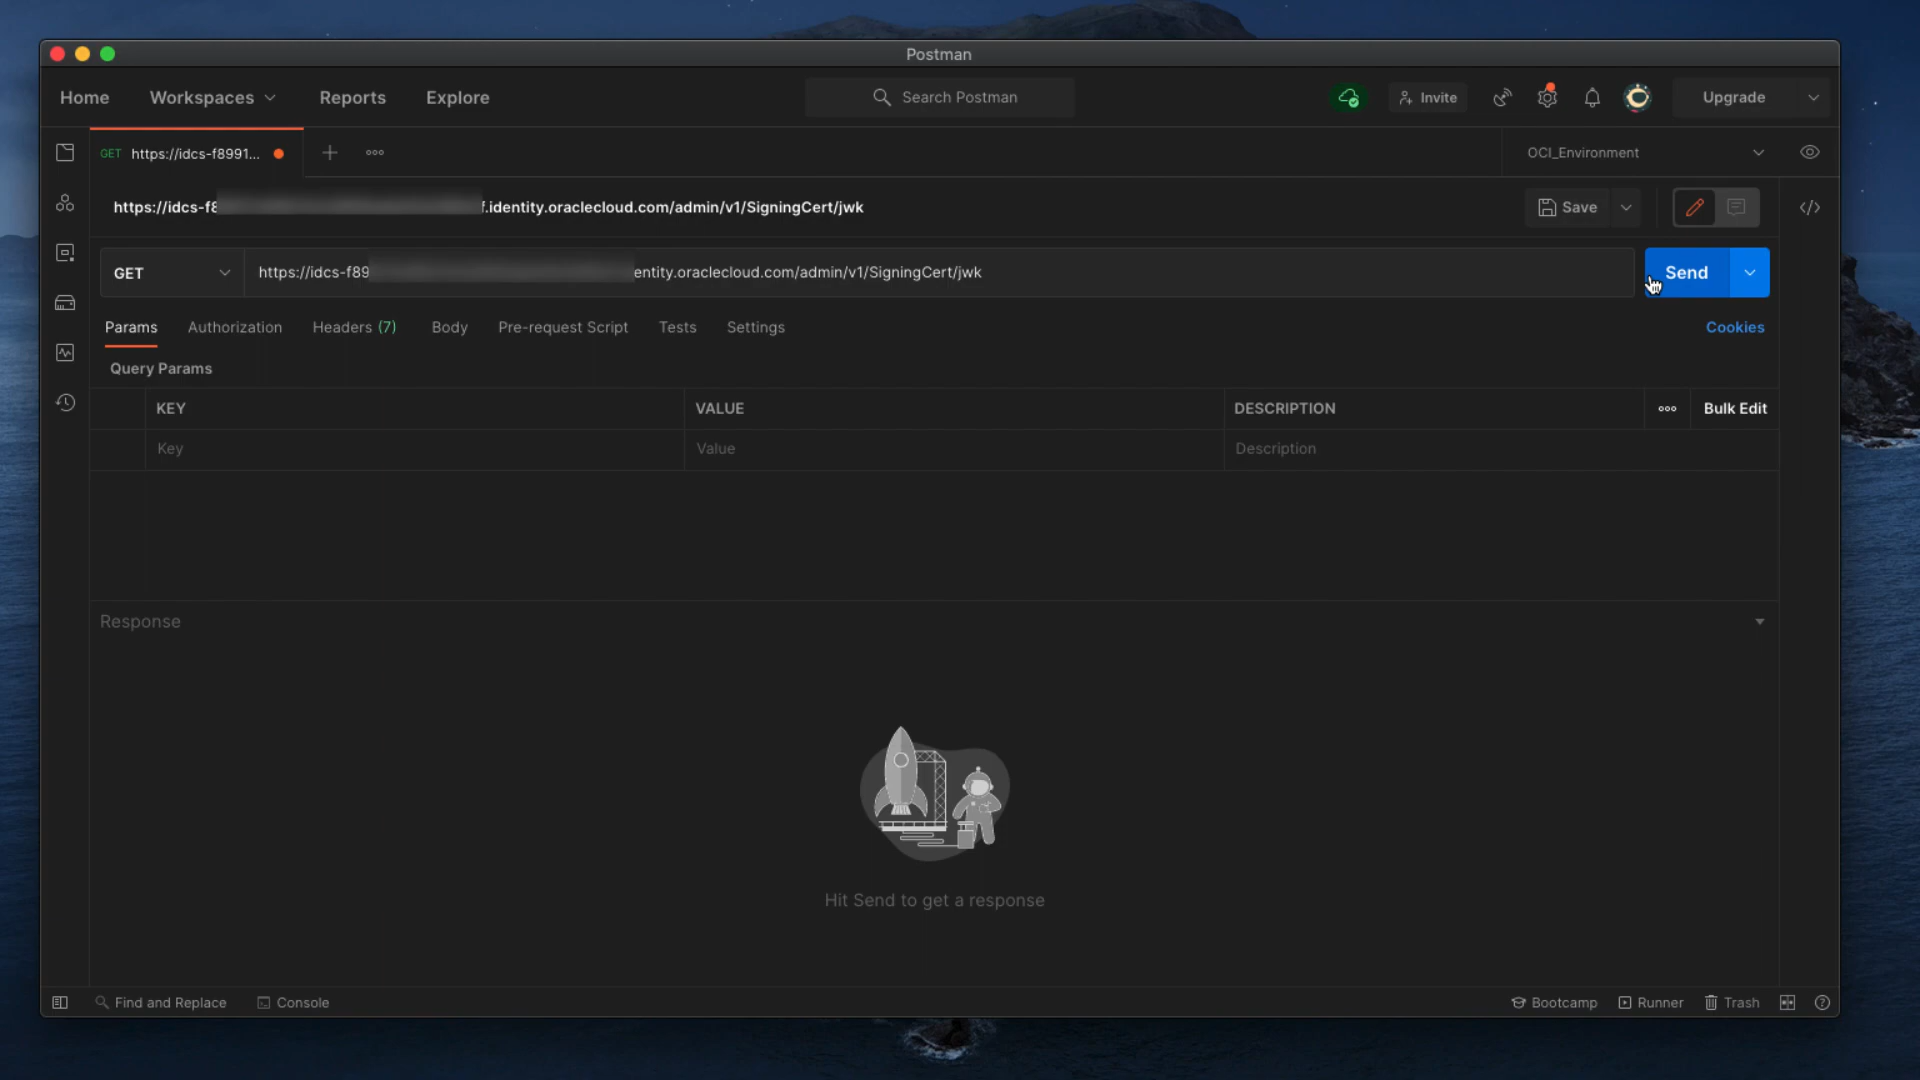 Postman
Home Workspaces Reports Explore Search Postman Invite Upgrade
GET https://idcs-f8991... OCI_Environment
https://idcs-f8 f.identity.oraclecloud.com/admin/v1/SigningCert/jwk Save
GET https://idcs-f89 entity.oraclecloud.com/admin/v1/SigningCert/jwk Send
Params Authorization Headers (7) Body Pre-request Script Tests Settings Cookies
Query Params
KEY VALUE DESCRIPTION Bulk Edit
Key Value Description
Response
Hit Send to get a response
Find and Replace Console Bootcamp Runner Trash